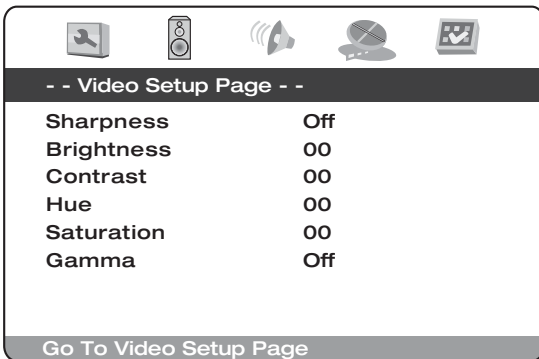 - - Video Setup Page - -
Sharpness Off
Brightness 00
Contrast 00
Hue 00
Saturation 00
Gamma Off
Go To Video Setup Page